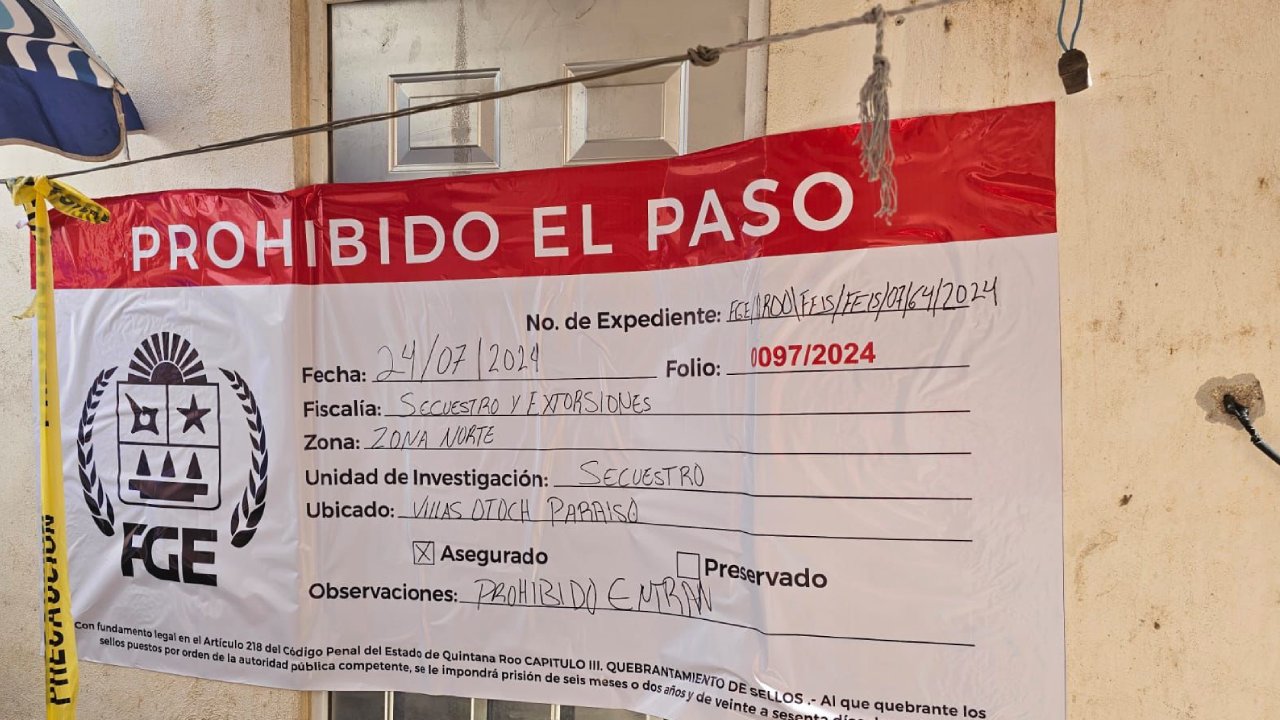 PROHIBIDO EL PASO
No. de Expediente: FGE/QROO/FEIS/FEIS/07/64/2024
Fecha: 24/07/2024 Folio: 0097/2024
Fiscalía: SECUESTRO Y EXTORSIONES
Zona: ZONA NORTE
Unidad de Investigación: SECUESTRO
Ubicado: VILLAS OTOCH PARAISO
X Asegurado Preservado
FGE
Observaciones: PROHIBIDO ENTRAR
Con fundamento legal en el Artículo 218 del Código Penal del Estado de Quintana Roo CAPITULO III. QUEBRANTAMIENTO DE SELLOS .- Al que quebrante los
sellos puestos por orden de la autoridad pública competente, se le impondrá prisión de seis meses o dos años y de veinte a sesenta
PRECAUCIÓN